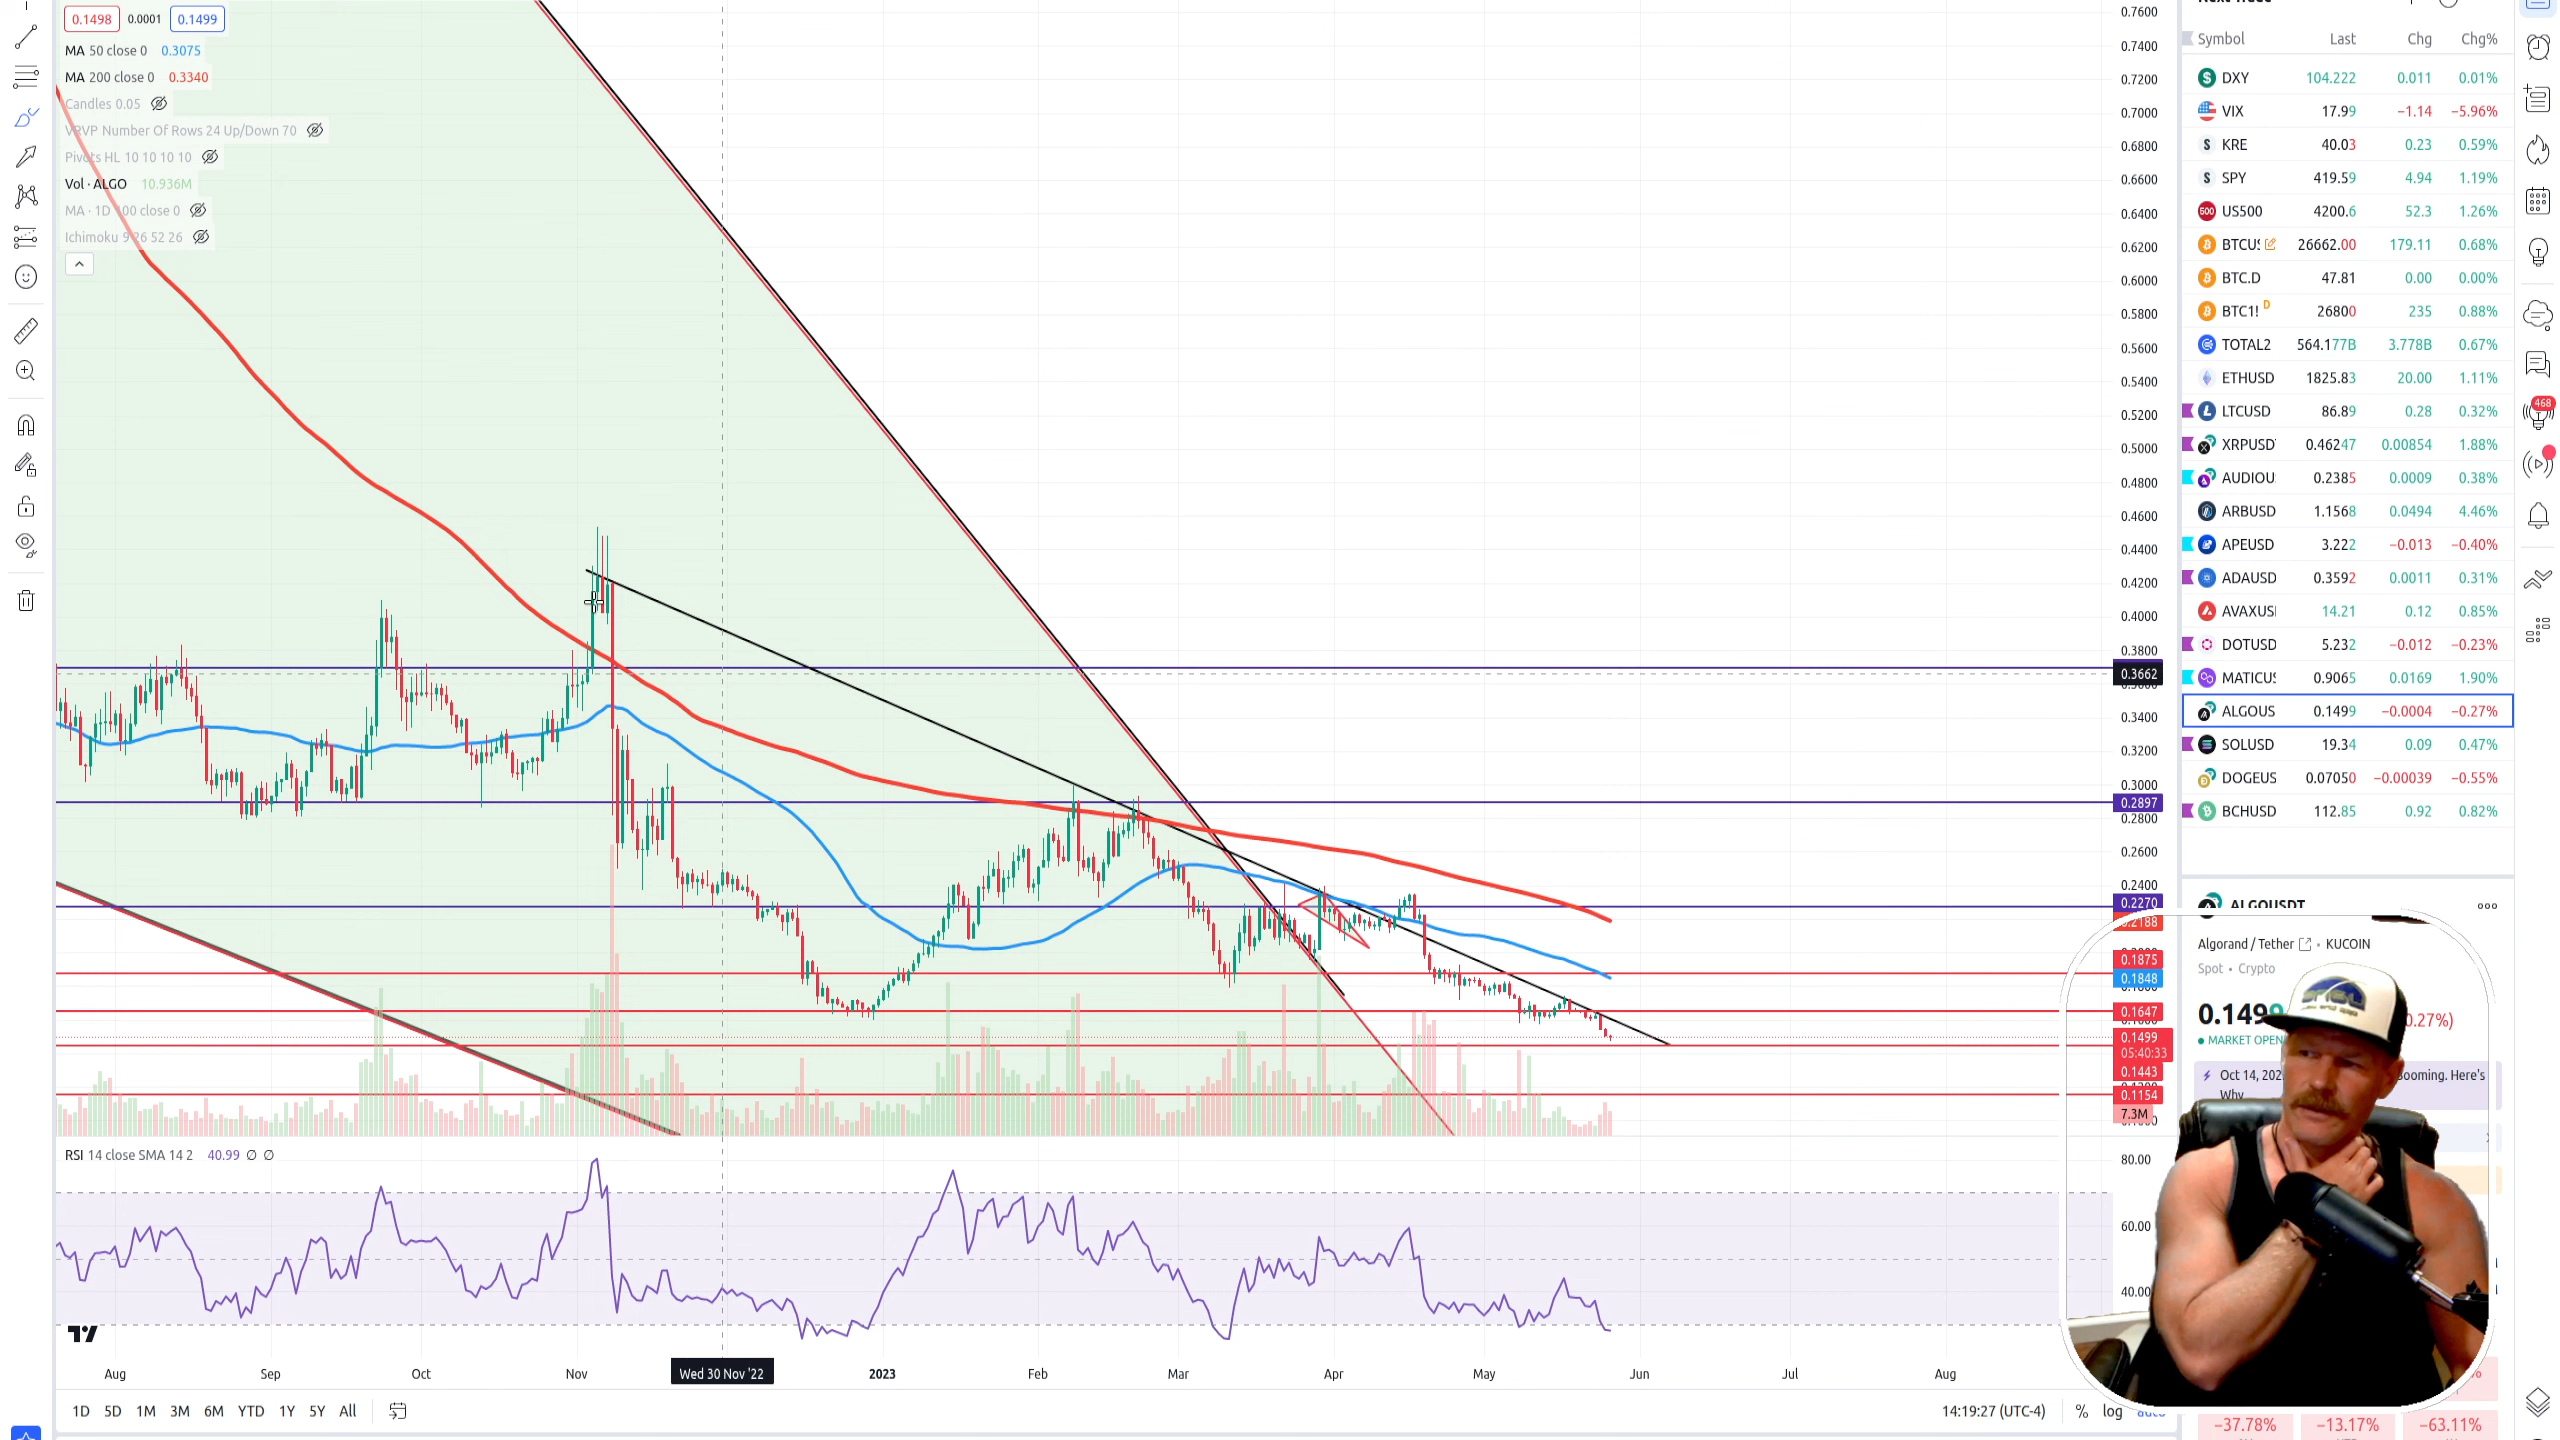 0.1498 0.0001 0.1499
MA 50 close 0 0.3075
MA 200 close 0 0.3340
Candles 0.05
VRVP Number Of Rows 24 Up/Down 70
Pivots HL 10 10 10 10
Vol · ALGO 10.936M
MA · 1D 100 close 0
Ichimoku 9 26 52 26
0.7600
0.7400
0.7200
0.7000
0.6800
0.6600
0.6400
0.6200
0.6000
0.5800
0.5600
0.5400
0.5200
0.5000
0.4800
0.4600
0.4400
0.4200
0.4000
0.3800
0.3662
0.3400
0.3200
0.3000
0.2897
0.2800
0.2600
0.2400
0.2270
0.2188
0.1875
0.1848
0.1647
0.1499
05:40:33
0.1443
0.1154
7.3M
RSI 14 close SMA 14 2 40.99 ∅ ∅
80.00
60.00
40.00
Aug Sep Oct Nov Wed 30 Nov '22 2023 Feb Mar Apr May Jun Jul Aug
1D 5D 1M 3M 6M YTD 1Y 5Y All
14:19:27 (UTC-4) % log auto
Symbol Last Chg Chg%
DXY 104.222 0.011 0.01%
VIX 17.99 −1.14 −5.96%
KRE 40.03 0.23 0.59%
SPY 419.59 4.94 1.19%
500 US500 4200.6 52.3 1.26%
BTCUS 26662.00 179.11 0.68%
BTC.D 47.81 0.00 0.00%
BTC1! D 26800 235 0.88%
TOTAL2 564.177B 3.778B 0.67%
ETHUSD 1825.83 20.00 1.11%
LTCUSD 86.89 0.28 0.32%
XRPUSD 0.46247 0.00854 1.88%
AUDIOU 0.2385 0.0009 0.38%
ARBUSD 1.1568 0.0494 4.46%
APEUSD 3.222 −0.013 −0.40%
ADAUSD 0.3592 0.0011 0.31%
AVAXUS 14.21 0.12 0.85%
DOTUSD 5.232 −0.012 −0.23%
MATICUS 0.9065 0.0169 1.90%
ALGOUS 0.1499 −0.0004 −0.27%
SOLUSD 19.34 0.09 0.47%
DOGEUS 0.07050 −0.00039 −0.55%
BCHUSD 112.85 0.92 0.82%
468
ALGOUSDT
Algorand / Tether • KUCOIN
Spot • Crypto
0.1499 0.27%)
MARKET OPEN
Oct 14, 202 Booming. Here's
Why
−37.78% −13.17% −63.11%